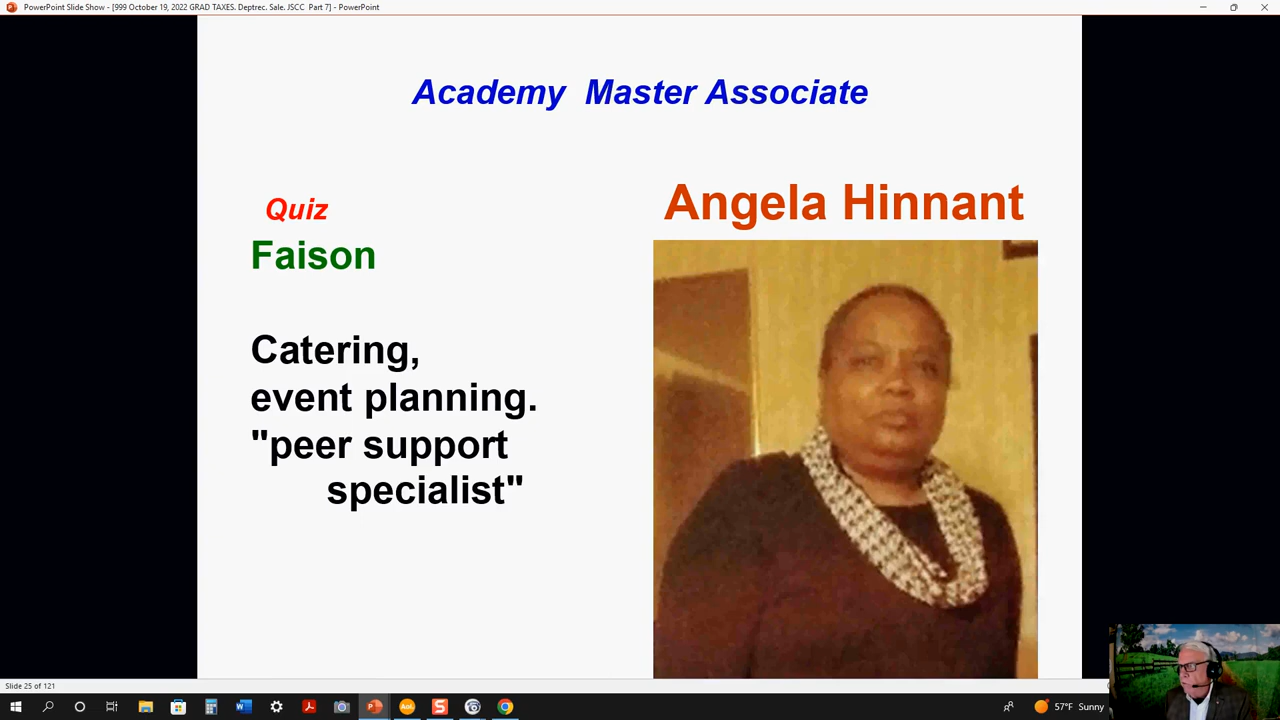 PowerPoint Slide Show - [999 October 19, 2022 GRAD TAXES. Deptrec. Sale. JSCC  Part 7] - PowerPoint
Academy  Master Associate
Quiz
Faison
Angela Hinnant
Catering,
event planning.
"peer support
specialist"
Slide 25 of 121
57°F  Sunny